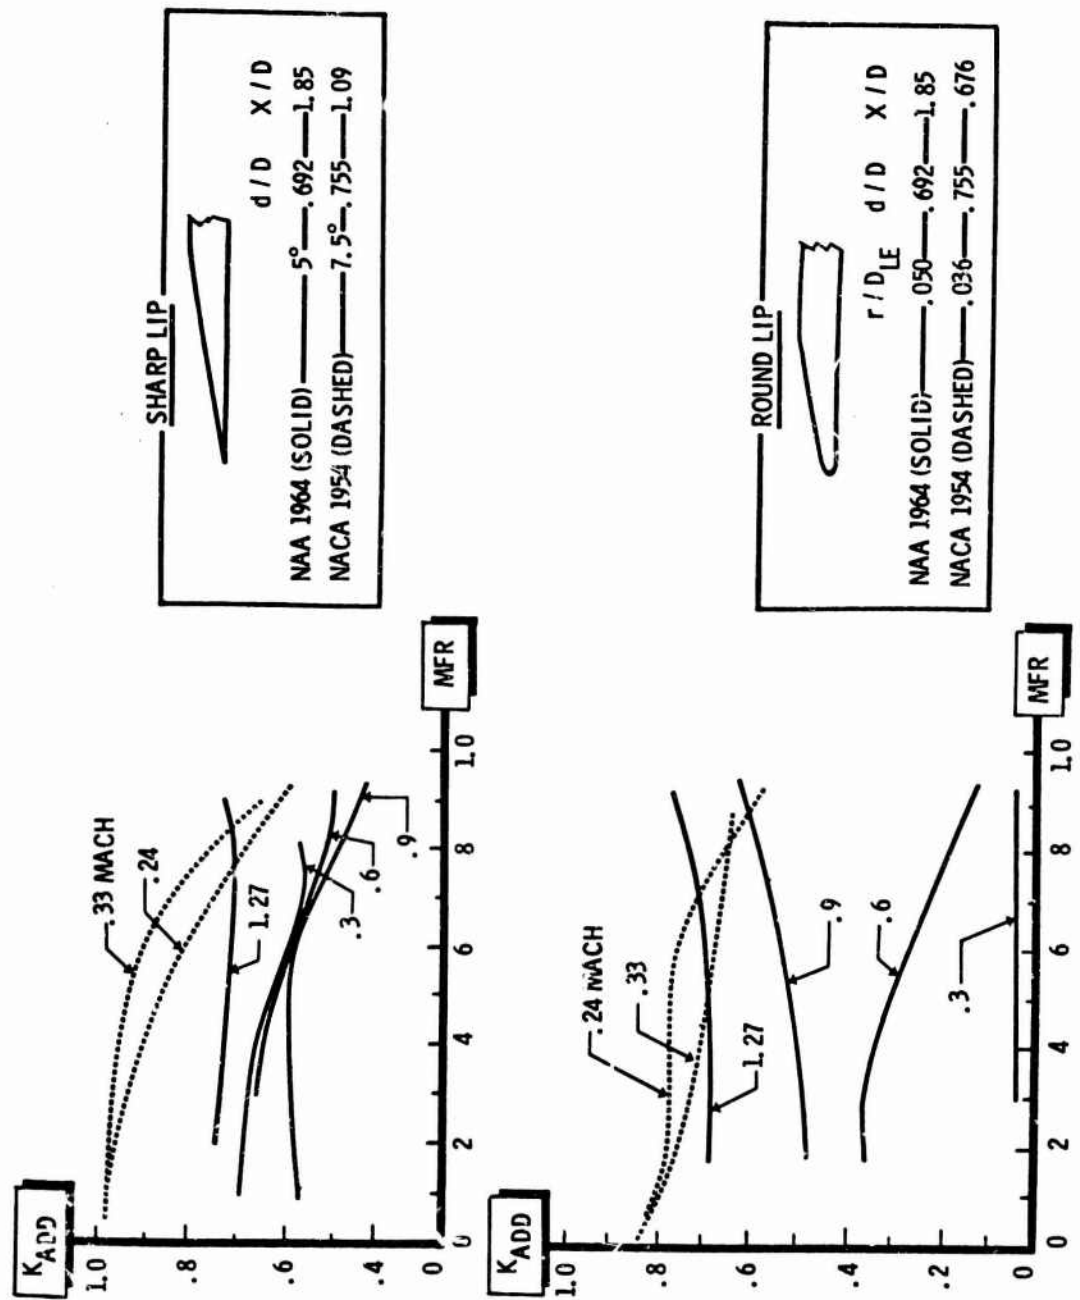 K_ADD
1.0
.8
.6
.4
0
0
2
4
6
8
1.0
MFR
.33 MACH
.24
1.27
.3
.6
.9
SHARP LIP
d/D X/D
NAA 1964 (SOLID) 5° .692 1.85
NACA 1954 (DASHED) 7.5° .755 1.09
K_ADD
1.0
.8
.6
.4
.2
0
0
2
4
6
8
1.0
MFR
.24 MACH
.33
1.27
.9
.6
.3
ROUND LIP
r/D_LE d/D X/D
NAA 1964 (SOLID) .050 .692 1.85
NACA 1954 (DASHED) .036 .755 .676